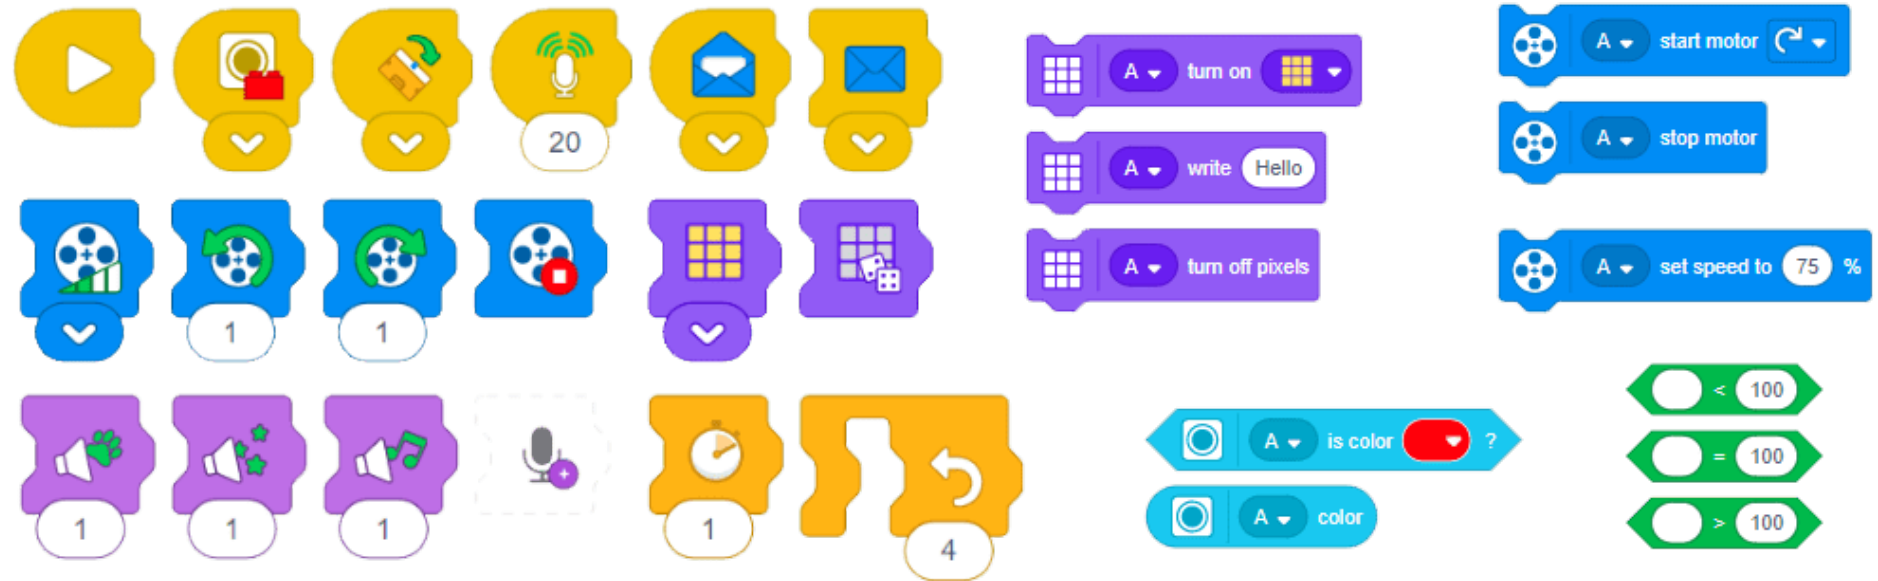 20
1
1
1
1
1
1
4
A turn on
A write Hello
A turn off pixels
A start motor
A stop motor
A set speed to 75 %
A is color ?
A color
< 100
= 100
> 100